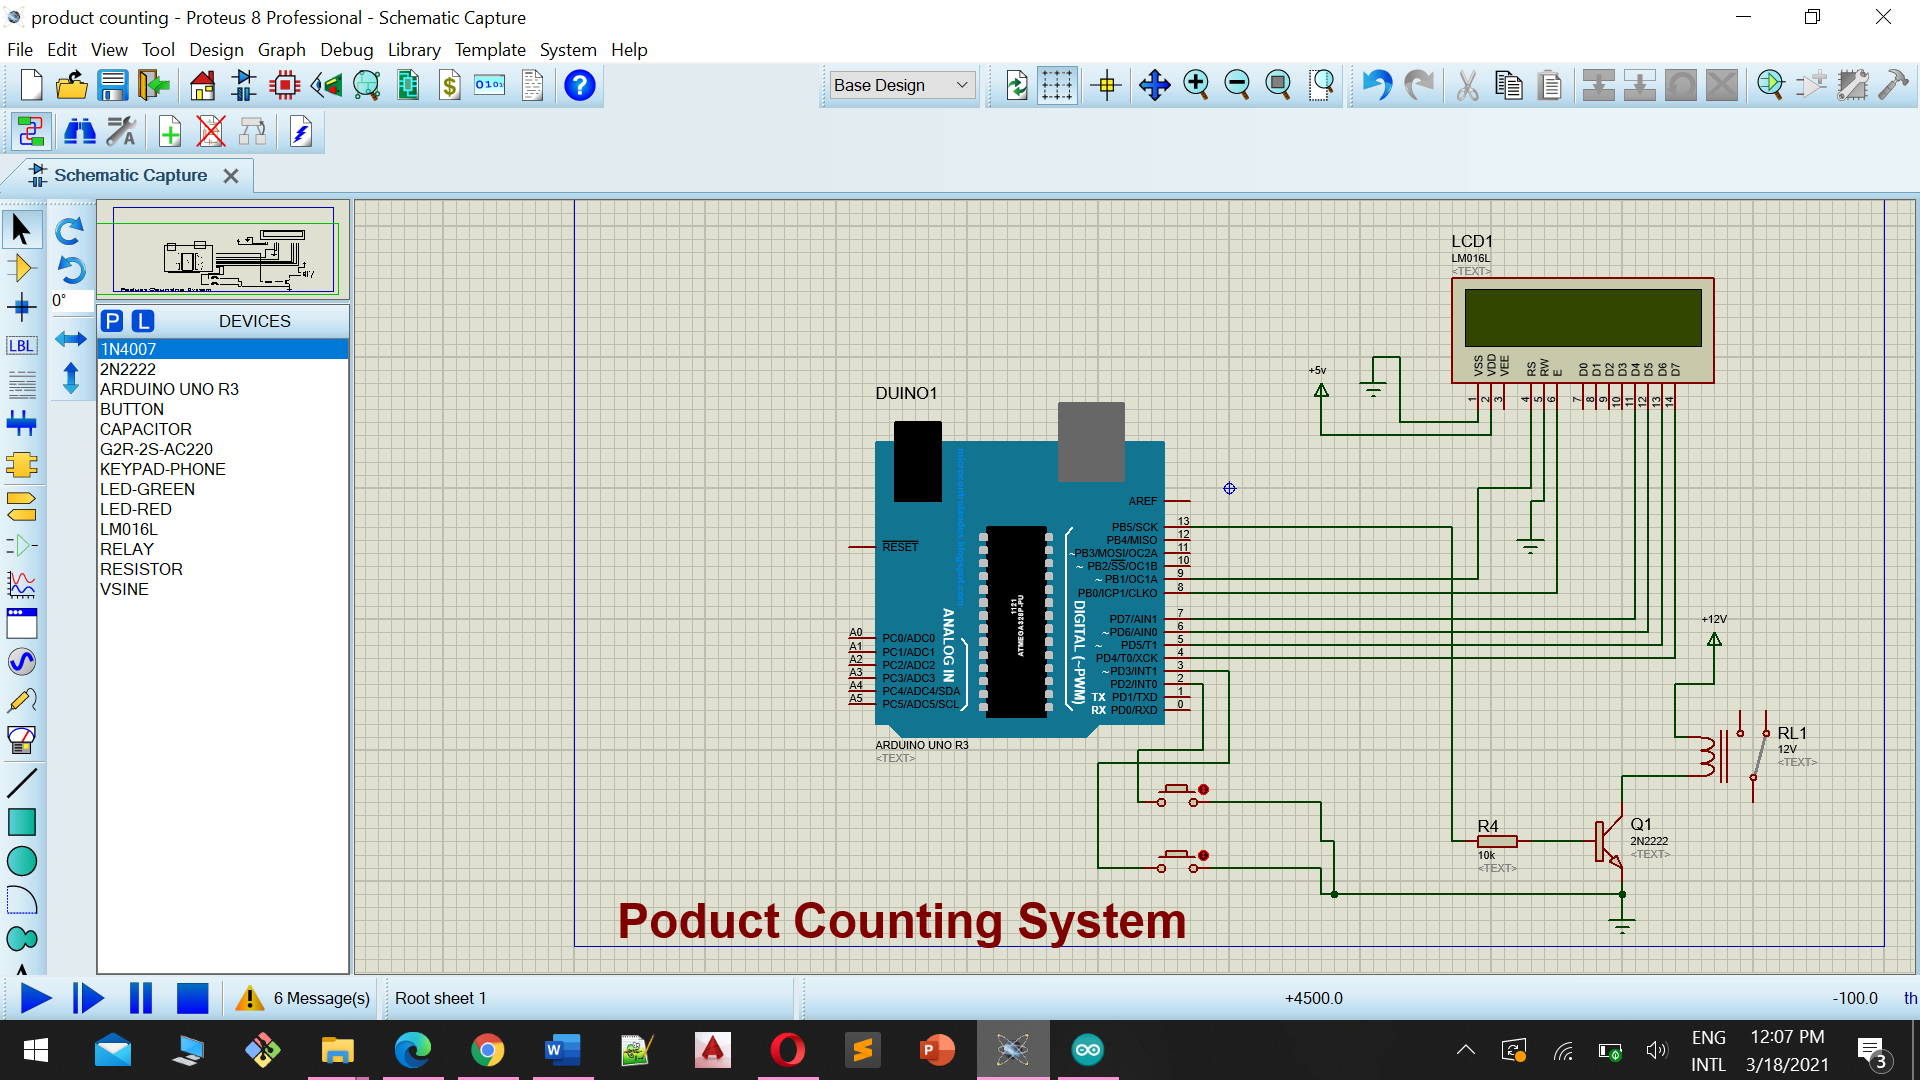 product counting - Proteus 8 Professional - Schematic Capture
File Edit View Tool Design Graph Debug Library Template System Help
Base Design
Schematic Capture
0°
LBL
P L DEVICES
1N4007
2N2222
ARDUINO UNO R3
BUTTON
CAPACITOR
G2R-2S-AC220
KEYPAD-PHONE
LED-GREEN
LED-RED
LM016L
RELAY
RESISTOR
VSINE
LCD1
LM016L
<TEXT>
VSS VDD VEE RS RW E D0 D1 D2 D3 D4 D5 D6 D7
1 2 3 4 5 6 7 8 9 10 11 12 13 14
+5v
DUINO1
microcontrolandos.blogspot.com
AREF
RESET
13 PB5/SCK
12 PB4/MISO
11 ~PB3/MOSI/OC2A
10 ~ PB2/SS/OC1B
9 ~ PB1/OC1A
8 PB0/ICP1/CLKO
7 PD7/AIN1
6 ~PD6/AIN0
5 ~ PD5/T1
4 PD4/T0/XCK
3 ~PD3/INT1
2 PD2/INT0
1 TX PD1/TXD
0 RX PD0/RXD
DIGITAL (~PWM)
ANALOG IN
ATMEGA328P-PU
1121
A0 PC0/ADC0
A1 PC1/ADC1
A2 PC2/ADC2
A3 PC3/ADC3
A4 PC4/ADC4/SDA
A5 PC5/ADC5/SCL
ARDUINO UNO R3
<TEXT>
+12V
RL1
12V
<TEXT>
R4
10k
<TEXT>
Q1
2N2222
<TEXT>
Poduct Counting System
6 Message(s)
Root sheet 1
+4500.0
-100.0 th
ENG
INTL
12:07 PM
3/18/2021
3